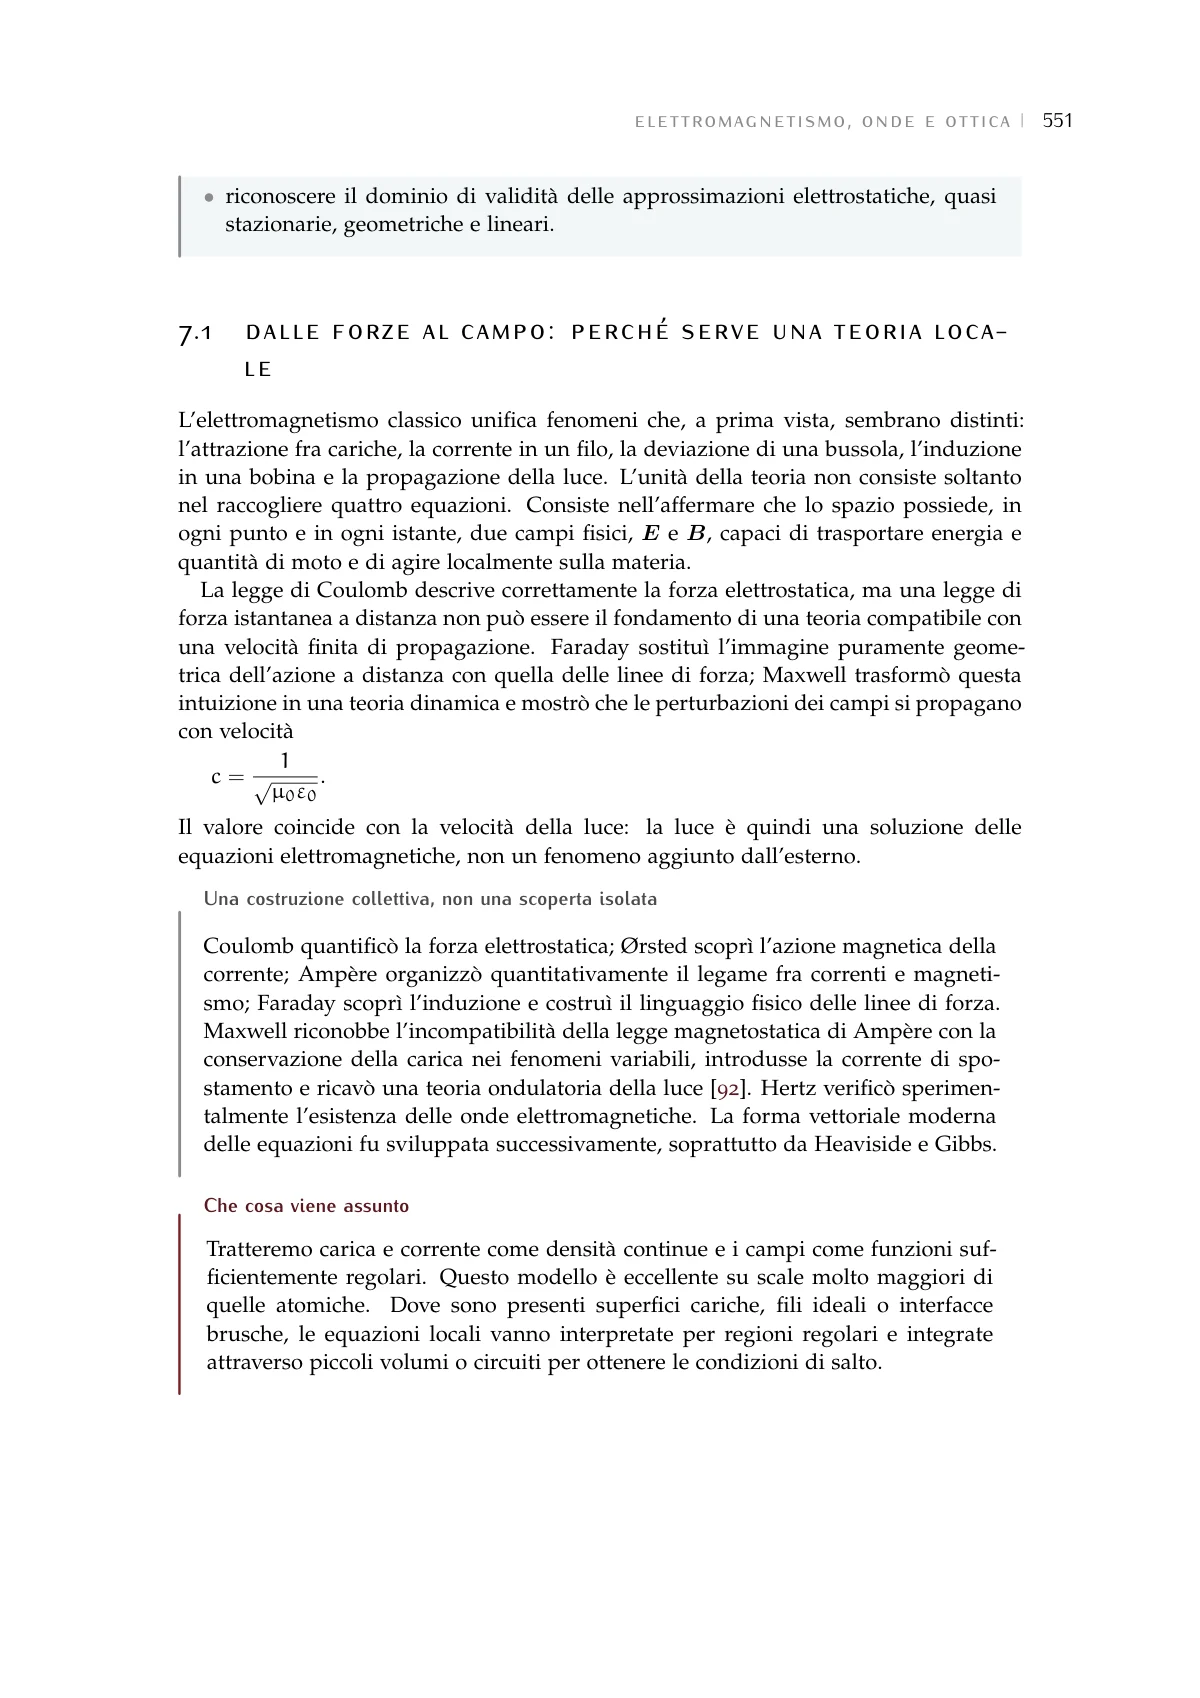 ELETTROMAGNETISMO, ONDE E OTTICA | 551
• riconoscere il dominio di validità delle approssimazioni elettrostatiche, quasi
stazionarie, geometriche e lineari.
7.1 DALLE FORZE AL CAMPO: PERCHÉ SERVE UNA TEORIA LOCA-
LE
L'elettromagnetismo classico unifica fenomeni che, a prima vista, sembrano distinti:
l'attrazione fra cariche, la corrente in un filo, la deviazione di una bussola, l'induzione
in una bobina e la propagazione della luce. L'unità della teoria non consiste soltanto
nel raccogliere quattro equazioni. Consiste nell'affermare che lo spazio possiede, in
ogni punto e in ogni istante, due campi fisici, E e B, capaci di trasportare energia e
quantità di moto e di agire localmente sulla materia.
La legge di Coulomb descrive correttamente la forza elettrostatica, ma una legge di
forza istantanea a distanza non può essere il fondamento di una teoria compatibile con
una velocità finita di propagazione. Faraday sostituì l'immagine puramente geome-
trica dell'azione a distanza con quella delle linee di forza; Maxwell trasformò questa
intuizione in una teoria dinamica e mostrò che le perturbazioni dei campi si propagano
con velocità
c = 1/√μ₀ε₀.
Il valore coincide con la velocità della luce: la luce è quindi una soluzione delle
equazioni elettromagnetiche, non un fenomeno aggiunto dall'esterno.
Una costruzione collettiva, non una scoperta isolata
Coulomb quantificò la forza elettrostatica; Ørsted scoprì l'azione magnetica della
corrente; Ampère organizzò quantitativamente il legame fra correnti e magneti-
smo; Faraday scoprì l'induzione e costruì il linguaggio fisico delle linee di forza.
Maxwell riconobbe l'incompatibilità della legge magnetostatica di Ampère con la
conservazione della carica nei fenomeni variabili, introdusse la corrente di spo-
stamento e ricavò una teoria ondulatoria della luce [92]. Hertz verificò sperimen-
talmente l'esistenza delle onde elettromagnetiche. La forma vettoriale moderna
delle equazioni fu sviluppata successivamente, soprattutto da Heaviside e Gibbs.
Che cosa viene assunto
Tratteremo carica e corrente come densità continue e i campi come funzioni suf-
ficientemente regolari. Questo modello è eccellente su scale molto maggiori di
quelle atomiche. Dove sono presenti superfici cariche, fili ideali o interfacce
brusche, le equazioni locali vanno interpretate per regioni regolari e integrate
attraverso piccoli volumi o circuiti per ottenere le condizioni di salto.